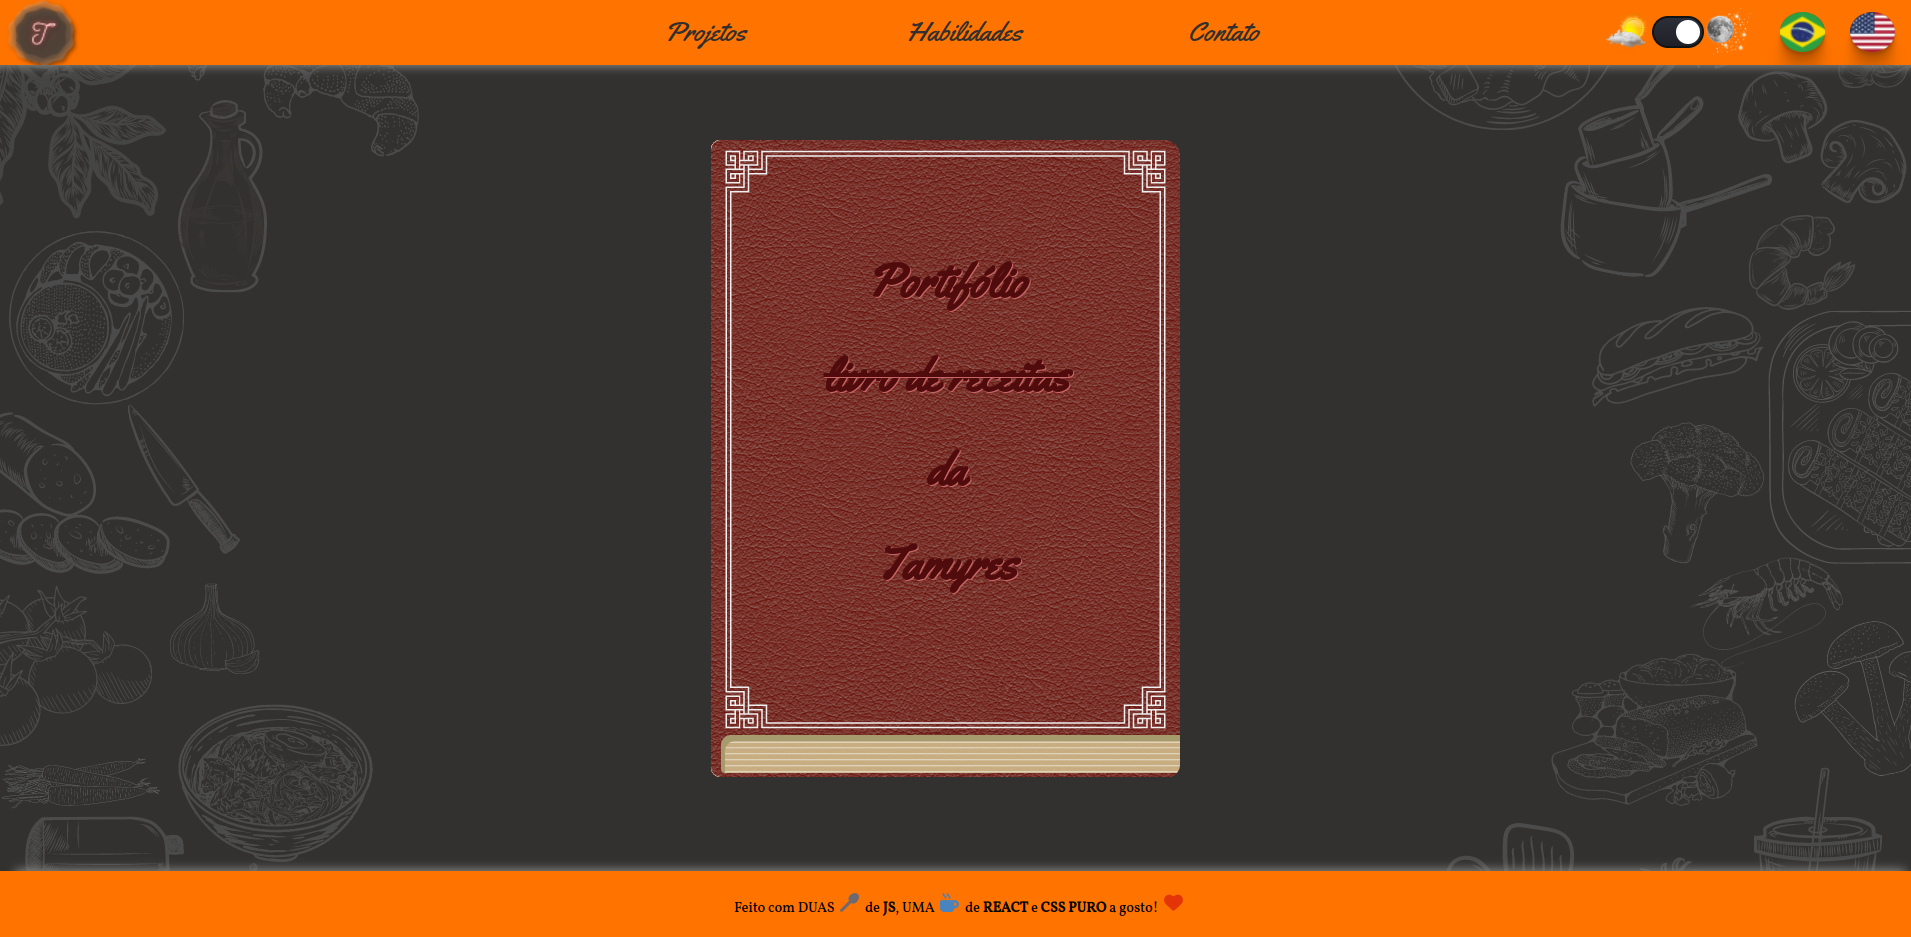 T
Projetos
Habilidades
Contato
Portifólio
livro de receitas
da
Tamyres
Feito com DUAS de JS, UMA de REACT e CSS PURO a gosto!